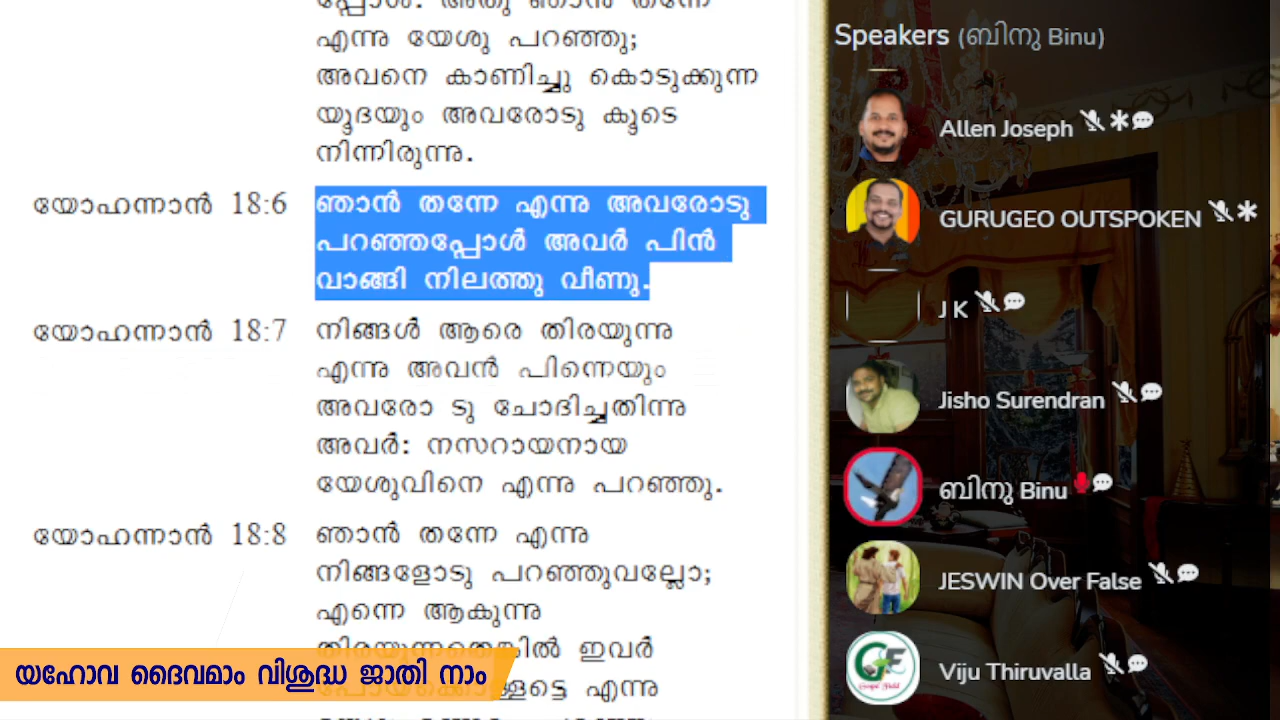 എന്നു യേശു പറഞ്ഞു;
അവനെ കാണിച്ചു കൊടുക്കുന്ന
യൂദയും അവരോടു കൂടെ
നിന്നിരുന്നു.
യോഹന്നാൻ 18:6 ഞാൻ തന്നേ എന്നു അവരോടു
പറഞ്ഞപ്പോൾ അവർ പിൻ
വാങ്ങി നിലത്തു വീണു.
യോഹന്നാൻ 18:7 നിങ്ങൾ ആരെ തിരയുന്നു
എന്നു അവൻ പിന്നെയും
അവരോ ടു ചോദിച്ചതിന്നു
അവർ: നസറായനായ
യേശുവിനെ എന്നു പറഞ്ഞു.
യോഹന്നാൻ 18:8 ഞാൻ തന്നേ എന്നു
നിങ്ങളോടു പറഞ്ഞുവല്ലോ;
എന്നെ ആകുന്നു
ഇവർ
എന്നു
യഹോവ ദൈവമാം വിശുദ്ധ ജാതി നാം
Speakers (ബിനു Binu)
Allen Joseph
GURUGEO OUTSPOKEN
J K
Jisho Surendran
ബിനു Binu
JESWIN Over False
Viju Thiruvalla